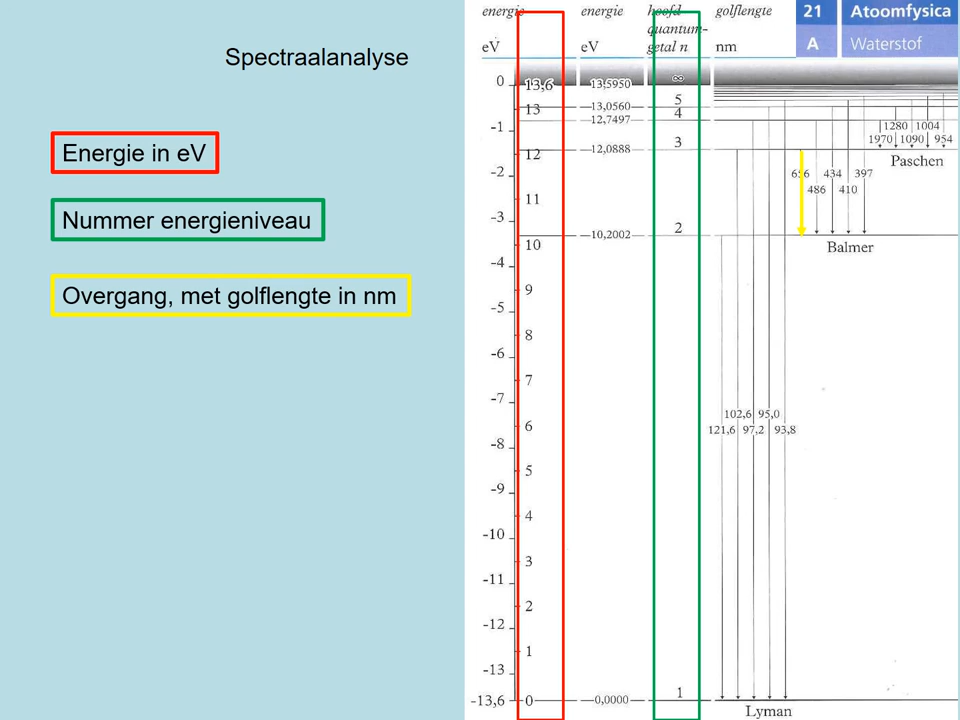 Spectraalanalyse
Energie in eV
Nummer energieniveau
Overgang, met golflengte in nm
21 Atoomfysica
A Waterstof
energie energie hoofd golflengte
quantum-
eV eV getal n nm
0 13,6 13,5950 ∞
13 13,0560 5
12,7497 4
-1
1280 1004
1970 1090 954
12 12,0888 3
Paschen
-2
656 434 397
486 410
11
-3
10,2002 2
10
Balmer
-4
9
-5
8
-6
7
-7
102,6 95,0
6
121,6 97,2 93,8
-8
5
-9
4
-10
3
-11
2
-12
1
-13
-13,6 0 0,0000 1
Lyman